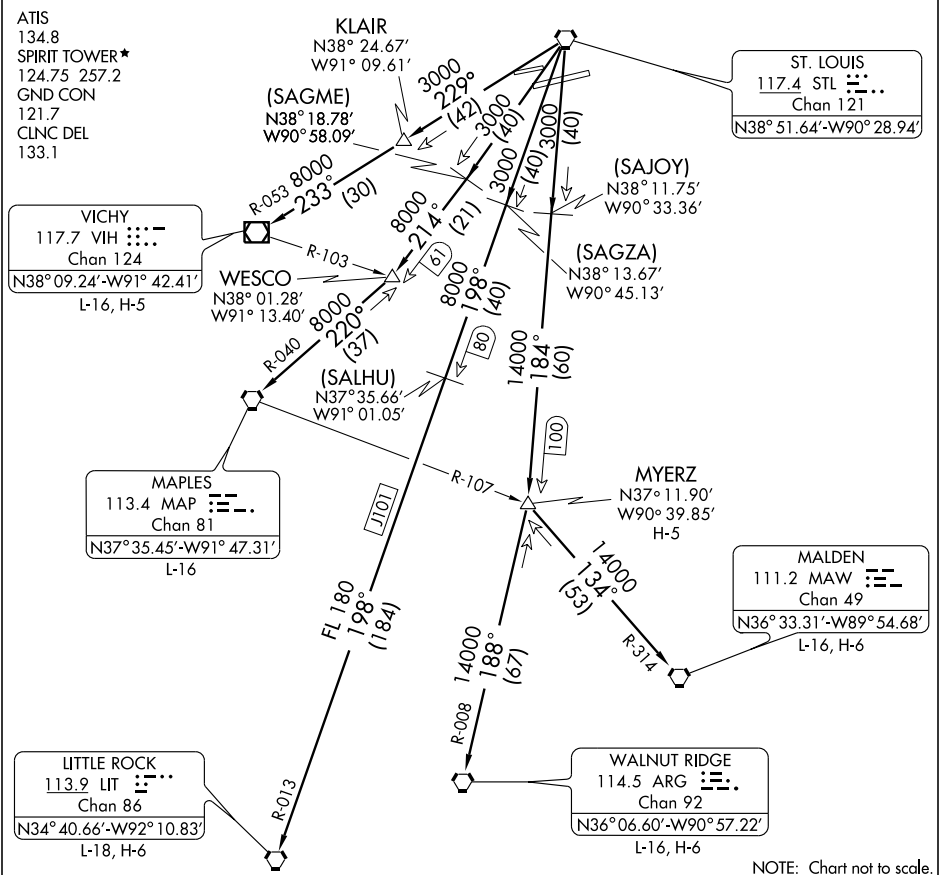 ATIS
134.8
SPIRIT TOWER★
124.75 257.2
GND CON
121.7
CLNC DEL
133.1
KLAIR
N38° 24.67’
W91° 09.61’
(SAGME)
N38° 18.78’
W90° 58.09’
ST. LOUIS
117.4 STL
Chan 121
N38° 51.64’-W90° 28.94’
3000
229°
(42)
3000
(40)
3000
(40)
3000
(40)
(SAJOY)
N38° 11.75’
W90° 33.36’
(SAGZA)
N38° 13.67’
W90° 45.13’
R-053
8000
233°
(30)
VICHY
117.7 VIH
Chan 124
N38° 09.24’-W91° 42.41’
L-16, H-5
R-103
8000
214°
(21)
61
WESCO
N38° 01.28’
W91° 13.40’
8000
198°
(40)
80
R-040
8000
220°
(37)
(SALHU)
N37° 35.66’
W91° 01.05’
14000
184°
(60)
100
MAPLES
113.4 MAP
Chan 81
N37° 35.45’-W91° 47.31’
L-16
R-107
MYERZ
N37° 11.90’
W90° 39.85’
H-5
J101
FL 180
198°
(184)
14000
134°
(53)
R-314
MALDEN
111.2 MAW
Chan 49
N36° 33.31’-W89° 54.68’
L-16, H-6
14000
188°
(67)
R-008
LITTLE ROCK
113.9 LIT
Chan 86
N34° 40.66’-W92° 10.83’
L-18, H-6
R-013
WALNUT RIDGE
114.5 ARG
Chan 92
N36° 06.60’-W90° 57.22’
L-16, H-6
NOTE: Chart not to scale.